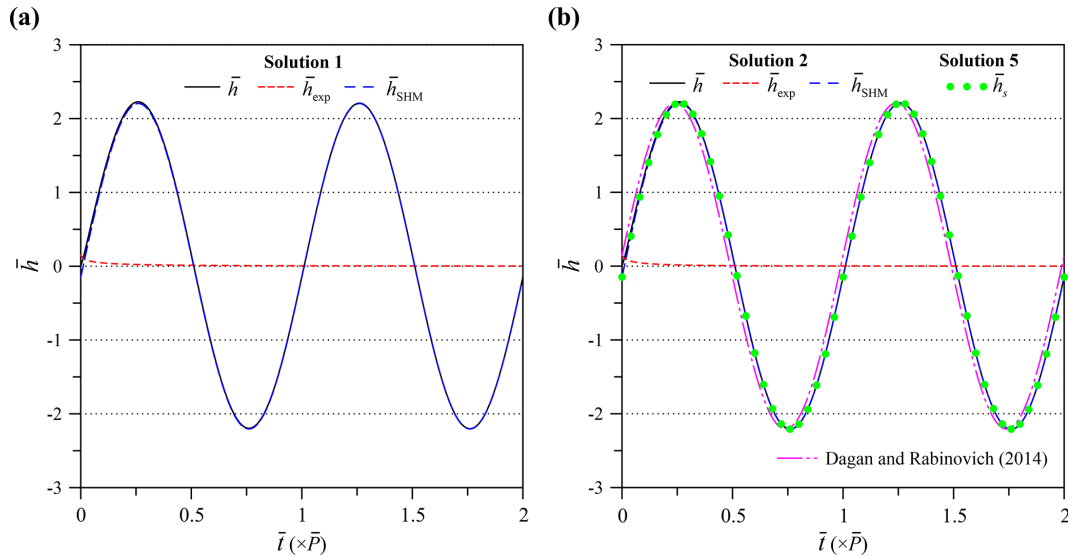 (a)
Solution 1
h̄ h̄exp h̄SHM
3
2
1
0
-1
-2
-3
h̄
0 0.5 1 1.5 2
t̄ (×P̄)
(b)
Solution 2 Solution 5
h̄ h̄exp h̄SHM h̄s
3
2
1
0
-1
-2
-3
h̄
Dagan and Rabinovich (2014)
0 0.5 1 1.5 2
t̄ (×P̄)